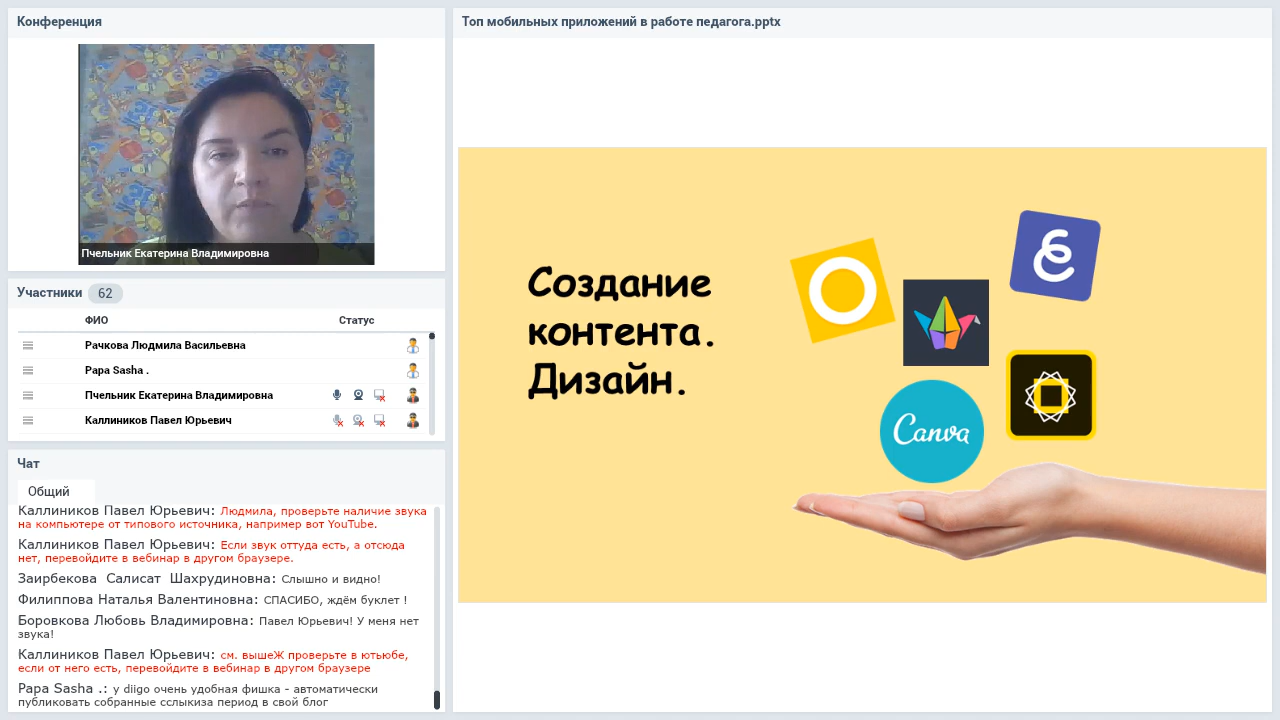 Конференция
Пчельник Екатерина Владимировна
Участники 62
ФИО Статус
Рачкова Людмила Васильевна
Papa Sasha .
Пчельник Екатерина Владимировна
Каллиников Павел Юрьевич
Чат
Общий
Каллиников Павел Юрьевич: Людмила, проверьте наличие звука
на компьютере от типового источника, например вот YouTube.
Каллиников Павел Юрьевич: Если звук оттуда есть, а отсюда
нет, перевойдите в вебинар в другом браузере.
Заирбекова Салисат Шахрудиновна: Слышно и видно!
Филиппова Наталья Валентиновна: СПАСИБО, ждём буклет !
Боровкова Любовь Владимировна: Павел Юрьевич! У меня нет
звука!
Каллиников Павел Юрьевич: см. вышеЖ проверьте в ютьюбе,
если от него есть, перевойдите в вебинар в другом браузере
Papa Sasha .: у diigo очень удобная фишка - автоматически
публиковать собранные сслыкиза период в свой блог
Топ мобильных приложений в работе педагога.pptx
Создание
контента.
Дизайн.
Canva